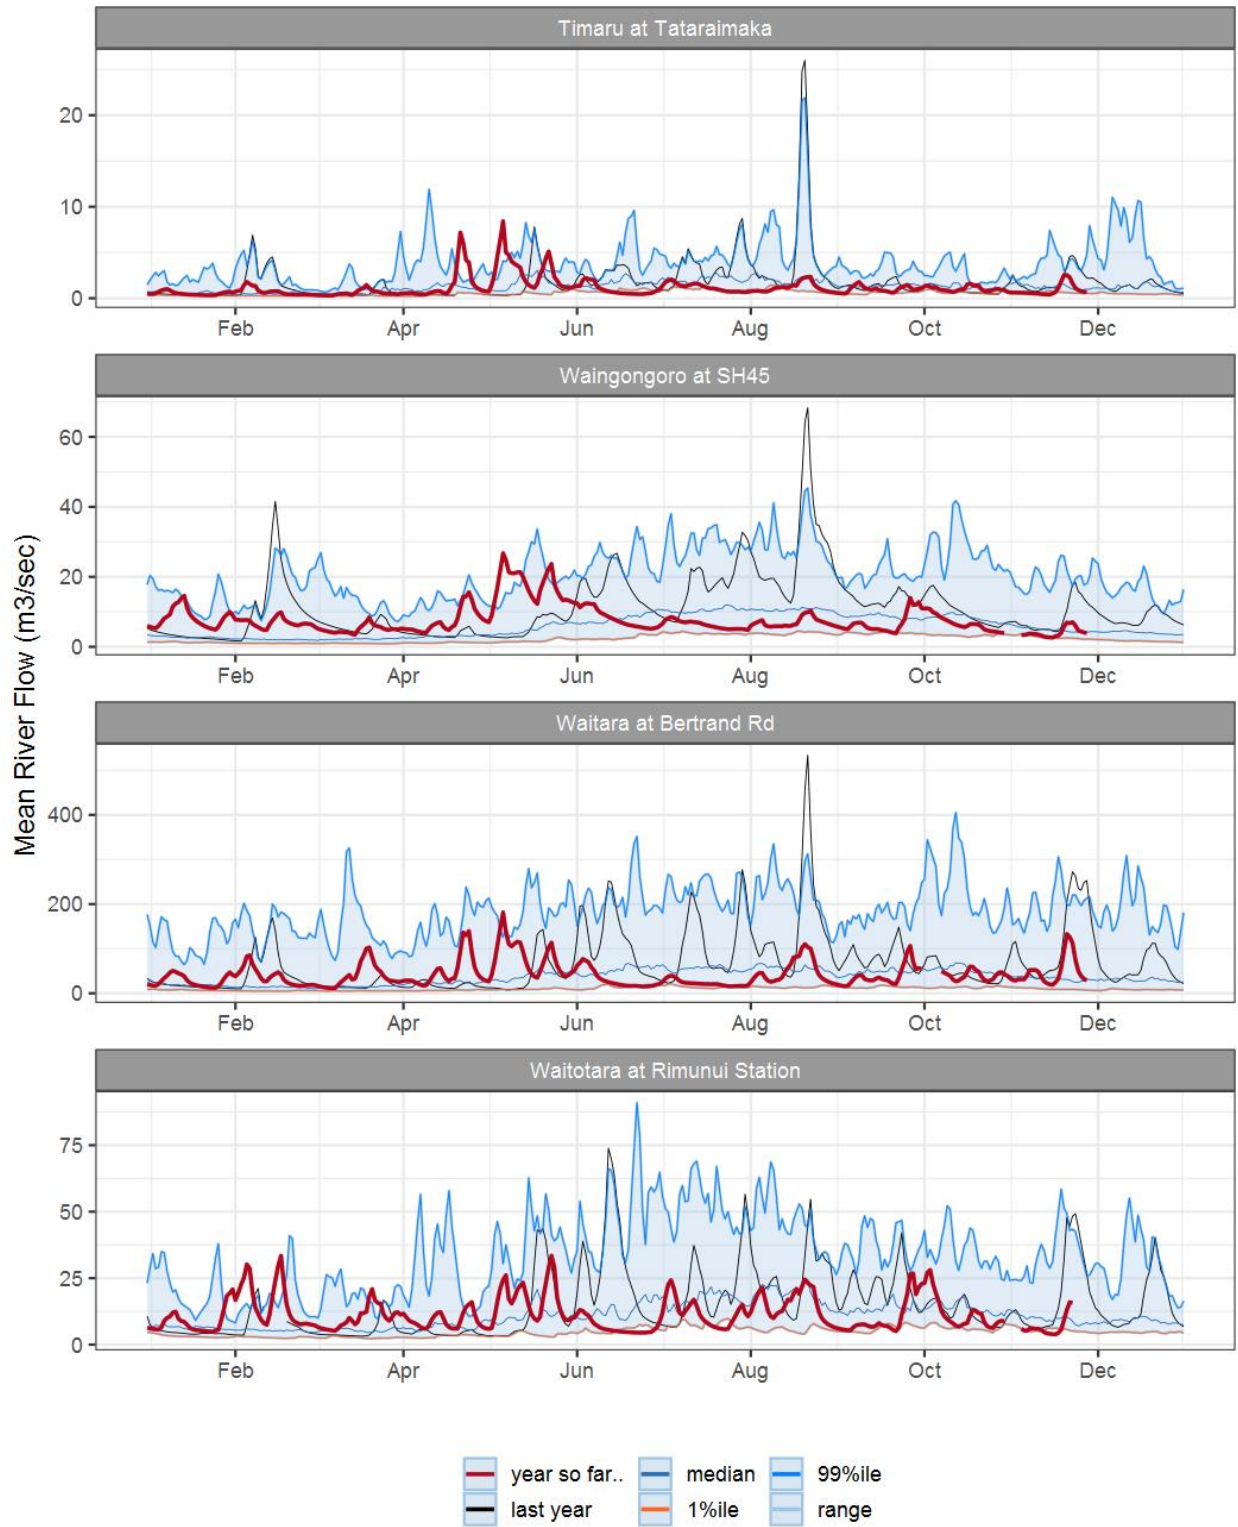 Timaru at Tataraimaka
20
10
0
Feb Apr Jun Aug Oct Dec
Waingongoro at SH45
60
40
20
0
Feb Apr Jun Aug Oct Dec
Mean River Flow (m3/sec)
Waitara at Bertrand Rd
400
200
0
Feb Apr Jun Aug Oct Dec
Waitotara at Rimunui Station
75
50
25
0
Feb Apr Jun Aug Oct Dec
year so far.. median 99%ile
last year 1%ile range